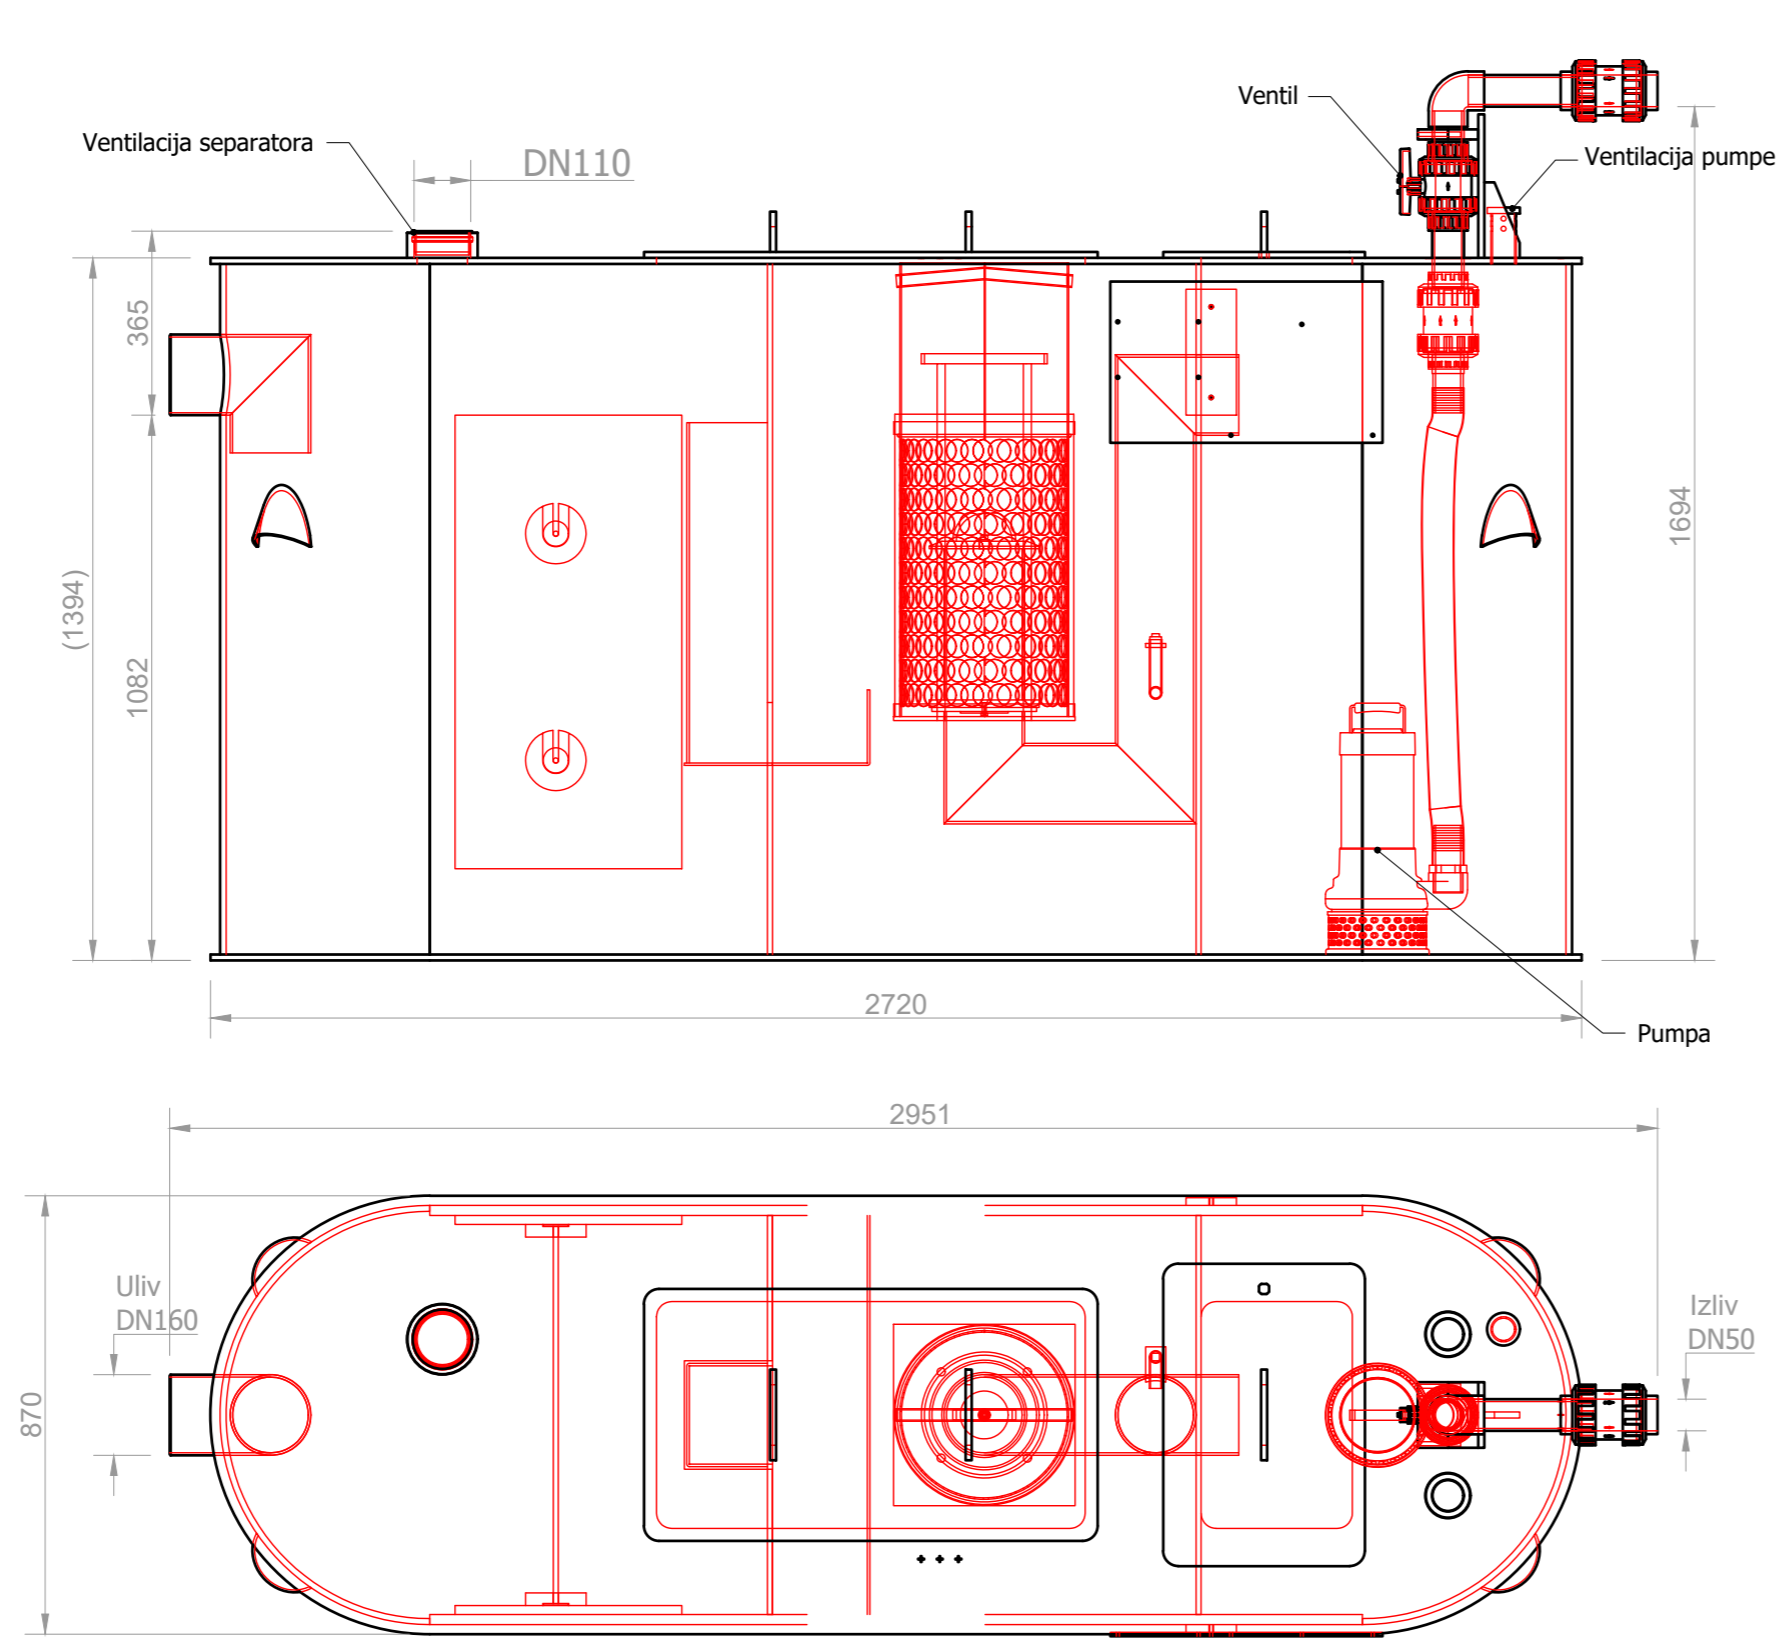 Ventil
Ventilacija separatora
DN110
Ventilacija pumpe
365
1694
(1394)
1082
2720
Pumpa
2951
Uliv
DN160
Izliv
DN50
870